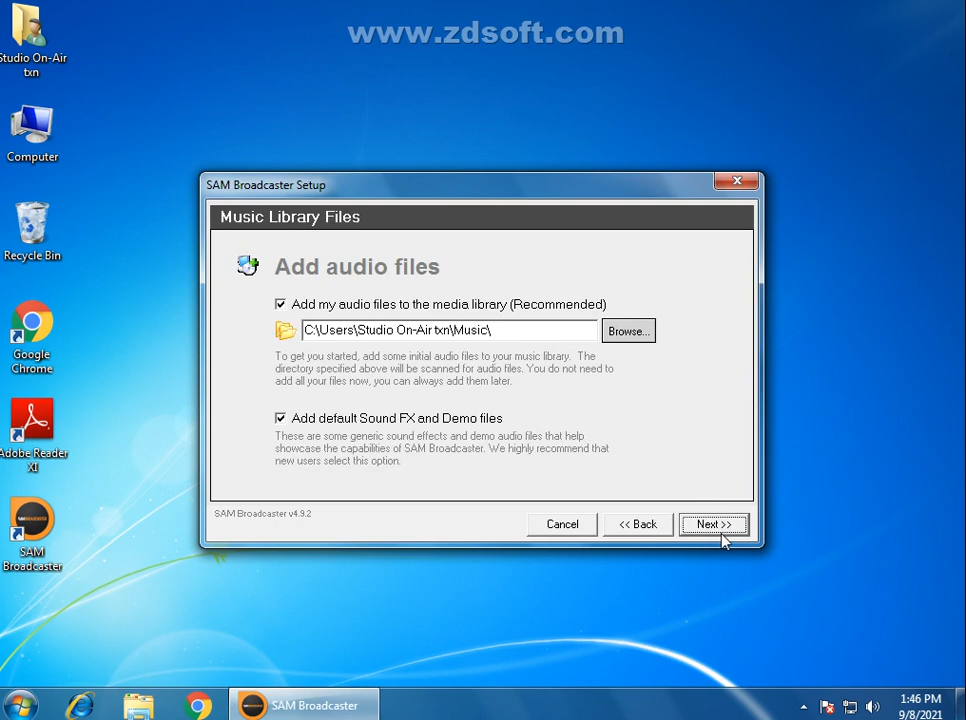 www.zdsoft.com
Studio On-Air
txn
Computer
Recycle Bin
Google
Chrome
Adobe Reader
XI
SAM
Broadcaster
SAM Broadcaster Setup
Music Library Files
Add audio files
Add my audio files to the media library (Recommended)
C:\Users\Studio On-Air txn\Music\
Browse...
To get you started, add some initial audio files to your music library. The
directory specified above will be scanned for audio files. You do not need to
add all your files now, you can always add them later.
Add default Sound FX and Demo files
These are some generic sound effects and demo audio files that help
showcase the capabilities of SAM Broadcaster. We highly recommend that
new users select this option.
SAM Broadcaster v4.9.2
Cancel
<< Back
Next >>
SAM Broadcaster
1:46 PM
9/8/2021